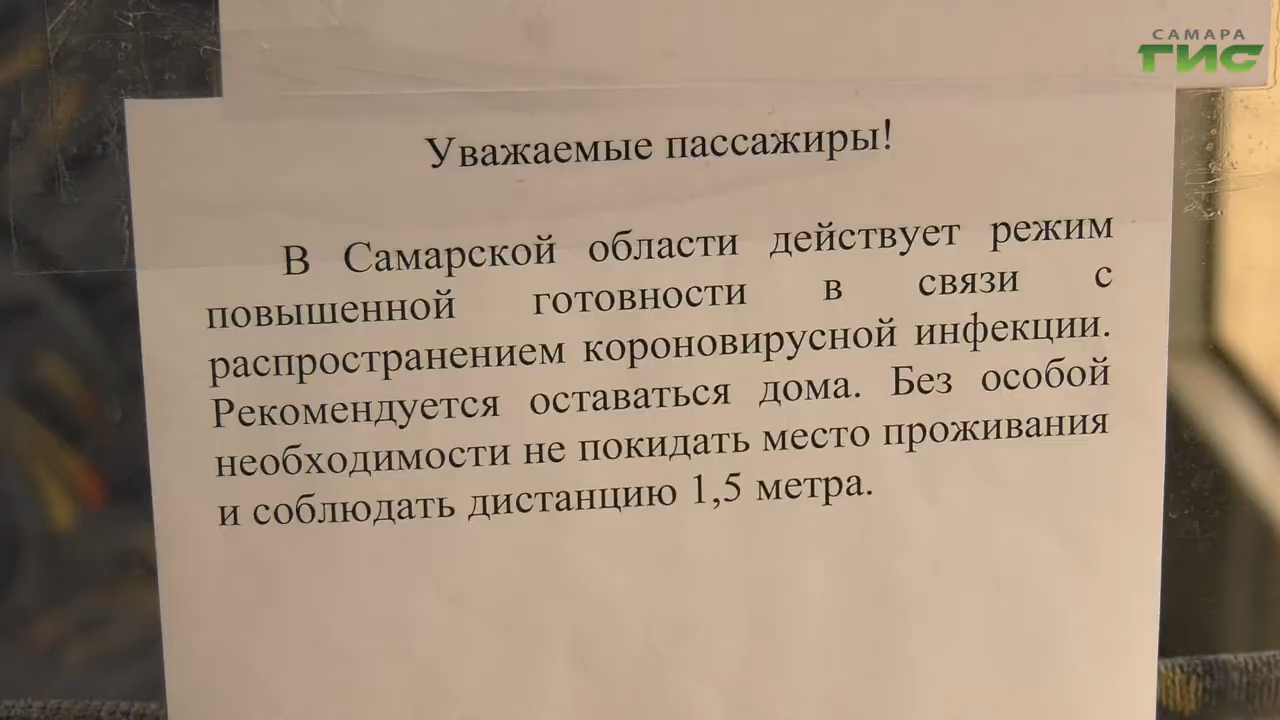 САМАРА
ГИС
Уважаемые пассажиры!
В Самарской области действует режим
повышенной готовности в связи с
распространением короновирусной инфекции.
Рекомендуется оставаться дома. Без особой
необходимости не покидать место проживания
и соблюдать дистанцию 1,5 метра.